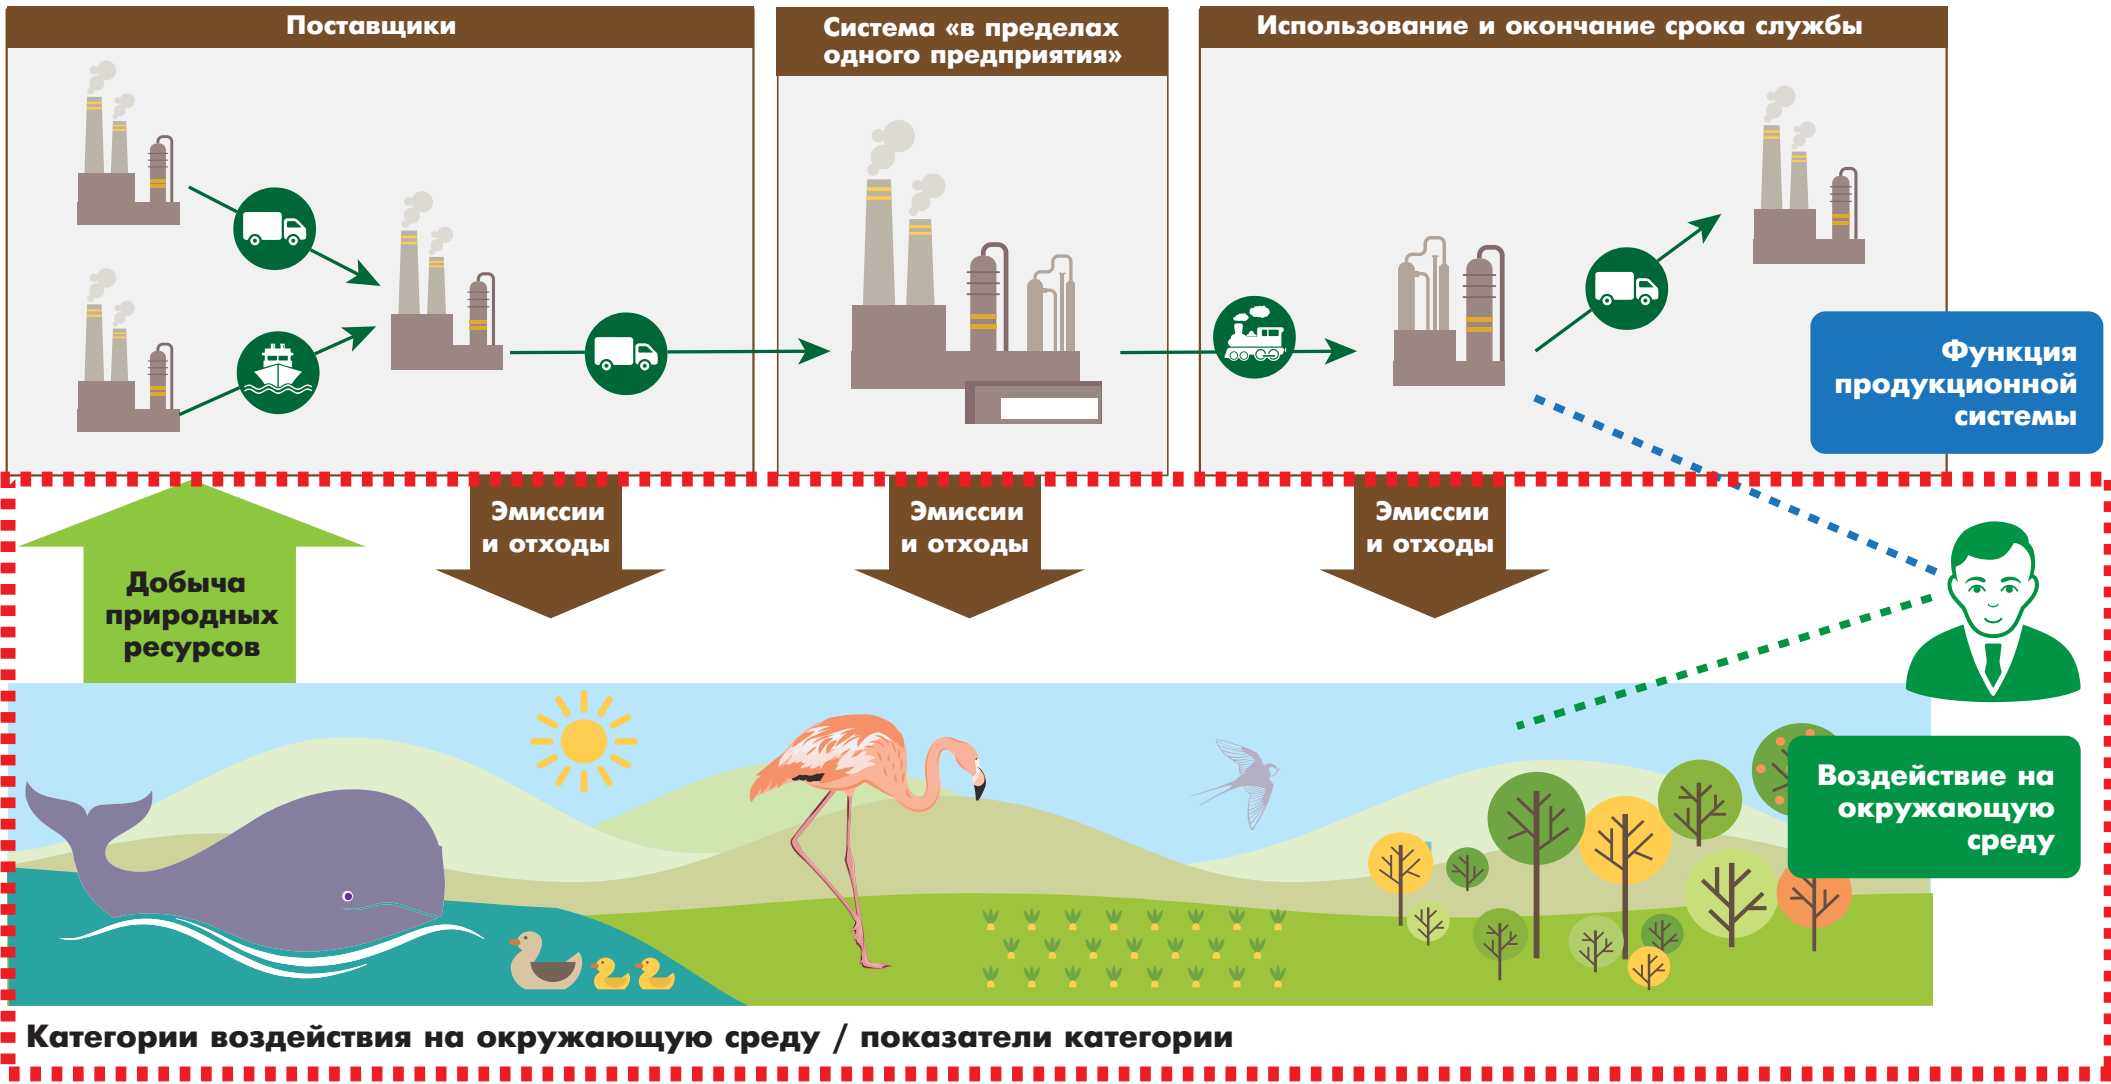 Поставщики
Система «в пределах
одного предприятия»
Использование и окончание срока службы
Функция
продукционной
системы
Эмиссии
и отходы
Эмиссии
и отходы
Эмиссии
и отходы
Добыча
природных
ресурсов
Воздействие на
окружающую
среду
Категории воздействия на окружающую среду / показатели категории